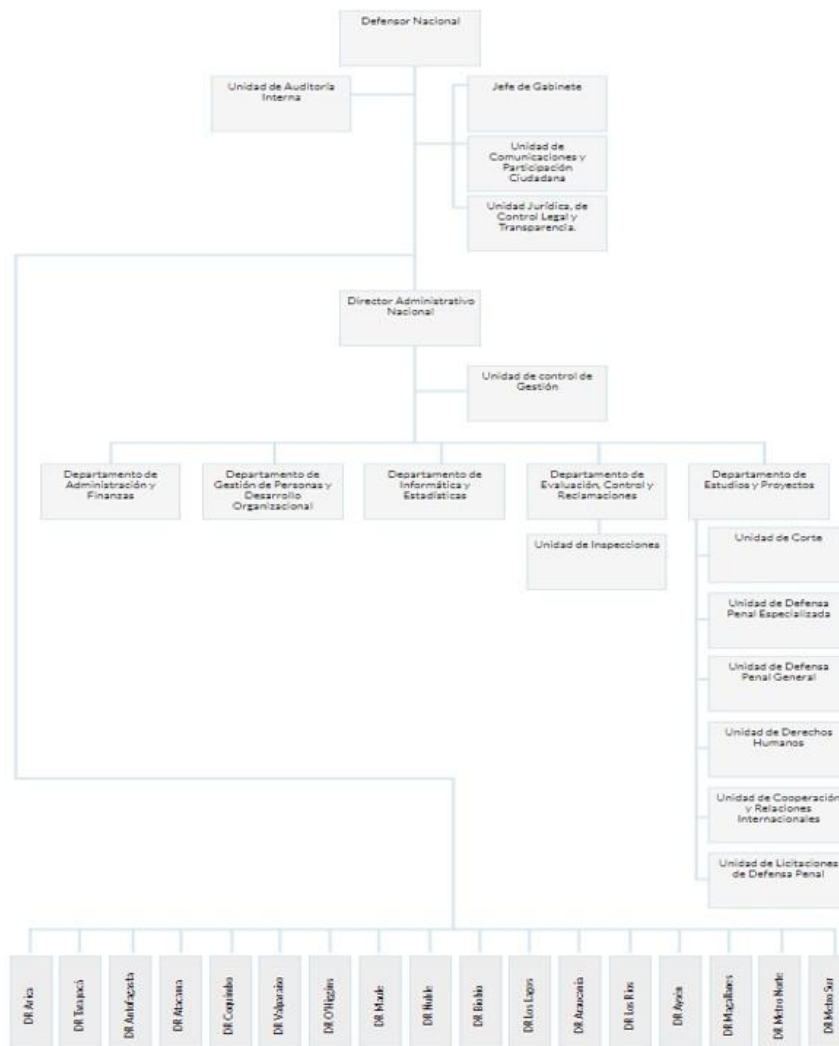 Defensor Nacional
Unidad de Auditoría
Interna
Jefe de Gabinete
Unidad de
Comunicaciones y
Participación
Ciudadana
Unidad Jurídica, de
Control Legal y
Transparencia.
Director Administrativo
Nacional
Unidad de control de
Gestión
Departamento de
Administración y
Finanzas
Departamento de
Gestión de Personas y
Desarrollo
Organizacional
Departamento de
Informática y
Estadísticas
Departamento de
Evaluación, Control y
Reclamaciones
Unidad de Inspecciones
Departamento de
Estudios y Proyectos
Unidad de Corte
Unidad de Defensa
Penal Especializada
Unidad de Defensa
Penal General
Unidad de Derechos
Humanos
Unidad de Cooperación
y Relaciones
Internacionales
Unidad de Licitaciones
de Defensa Penal
DR Arica
DR Tarapacá
DR Antofagasta
DR Atacama
DR Coquimbo
DR Valparaíso
DR O'Higgins
DR Maule
DR Ñuble
DR Biobío
DR Los Lagos
DR Araucanía
DR Los Ríos
DR Aysén
DR Magallanes
DR Metro Norte
DR Metro Sur